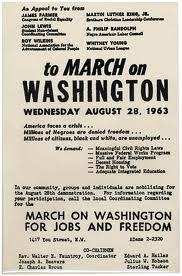 An Appeal to You from
JAMES FARMER MARTIN LUTHER KING, JR.
Congress of Racial Equality Southern Christian Leadership Conference
JOHN LEWIS A. PHILIP RANDOLPH
Student Non-violent Negro American Labor Council
Coordinating Committee
ROY WILKINS WHITNEY YOUNG
National Association for the National Urban League
Advancement of Colored People
to MARCH on
WASHINGTON
WEDNESDAY AUGUST 28, 1963
America faces a crisis . . .
Millions of Negroes are denied freedom . . .
Millions of citizens, black and white, are unemployed . . .
We demand: — Meaningful Civil Rights Laws
— Massive Federal Works Program
— Full and Fair Employment
— Decent Housing
— The Right to Vote
— Adequate Integrated Education
In our community, groups and individuals are mobilizing for
the August 28th demonstration. For information regarding
your participation, call the local Coordinating Committee for
the
MARCH ON WASHINGTON
FOR JOBS AND FREEDOM
1417 You Street, N.W. ADams 2-2320
CO-CHAIRMEN
Rev. Walter E. Fauntroy, Coordinator Edward A. Hailes
Joseph A. Beavers Julius W. Hobson
E. Charles Brown Sterling Tucker